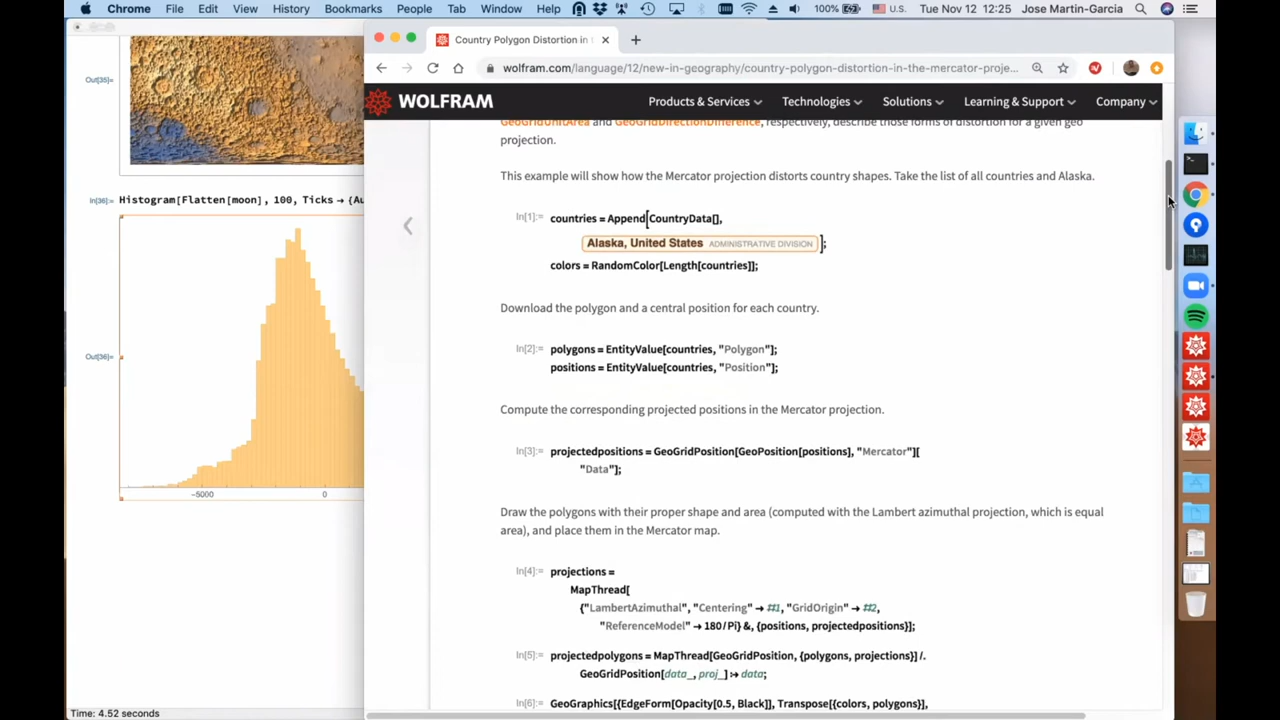 Chrome File Edit View History Bookmarks People Tab Window Help 100% U.S. Tue Nov 12 12:25 Jose Martin-Garcia
Out[35]=
In[36]:= Histogram[Flatten[moon], 100, Ticks → {Au
Out[36]=
-5000 0
Time: 4.52 seconds
Country Polygon Distortion in t
wolfram.com/language/12/new-in-geography/country-polygon-distortion-in-the-mercator-proje...
WOLFRAM Products & Services Technologies Solutions Learning & Support Company
GeoGridUnitArea and GeoGridDirectionDifference, respectively, describe those forms of distortion for a given geo
projection.
This example will show how the Mercator projection distorts country shapes. Take the list of all countries and Alaska.
In[1]:= countries = Append[CountryData[],
Alaska, United States ADMINISTRATIVE DIVISION ];
colors = RandomColor[Length[countries]];
Download the polygon and a central position for each country.
In[2]:= polygons = EntityValue[countries, "Polygon"];
positions = EntityValue[countries, "Position"];
Compute the corresponding projected positions in the Mercator projection.
In[3]:= projectedpositions = GeoGridPosition[GeoPosition[positions], "Mercator"][
"Data"];
Draw the polygons with their proper shape and area (computed with the Lambert azimuthal projection, which is equal
area), and place them in the Mercator map.
In[4]:= projections =
MapThread[
{"LambertAzimuthal", "Centering" → #1, "GridOrigin" → #2,
"ReferenceModel" → 180/Pi} &, {positions, projectedpositions}];
In[5]:= projectedpolygons = MapThread[GeoGridPosition, {polygons, projections}] /.
GeoGridPosition[data_, proj_] :> data;
In[6]:= GeoGraphics[{EdgeForm[Opacity[0.5, Black]], Transpose[{colors, polygons}],